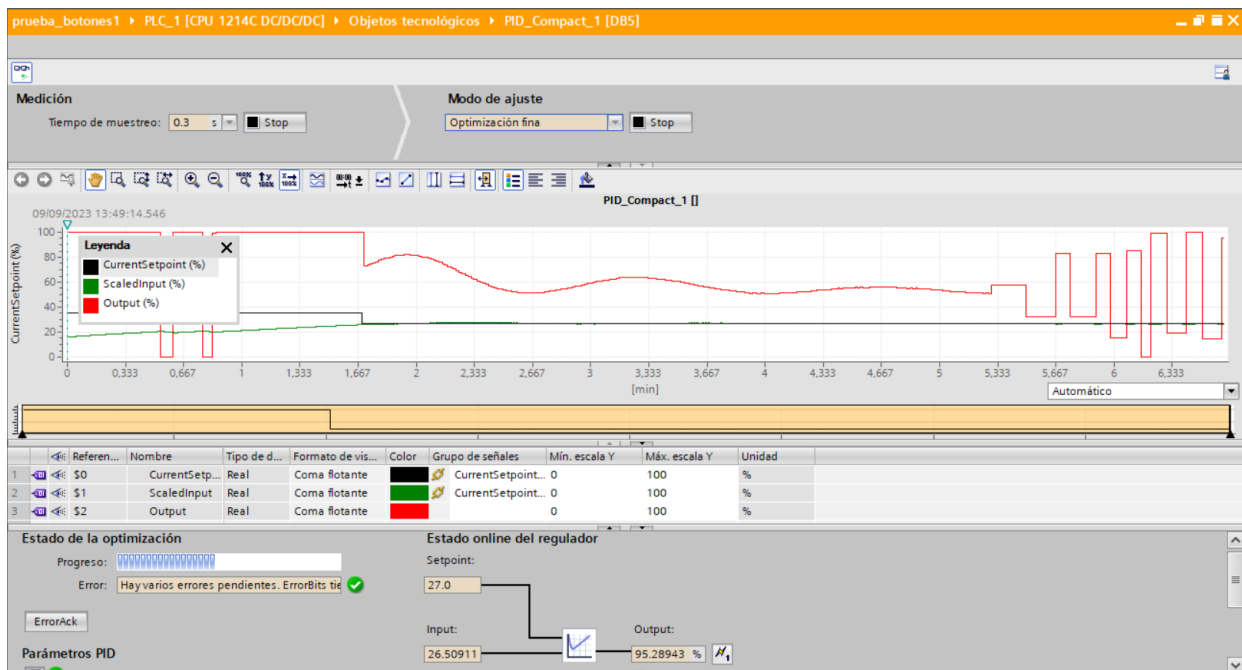 prueba_botones1 ▸ PLC_1 [CPU 1214C DC/DC/DC] ▸ Objetos tecnológicos ▸ PID_Compact_1 [DB5]
Medición
Modo de ajuste
Tiempo de muestreo: 0.3 s Stop
Optimización fina Stop
PID_Compact_1 []
09/09/2023 13:49:14.546
CurrentSetpoint (%)
100
80
60
40
20
0
Leyenda
CurrentSetpoint (%)
ScaledInput (%)
Output (%)
0 0,333 0,667 1 1,333 1,667 2 2,333 2,667 3 3,333 3,667 4 4,333 4,667 5 5,333 5,667 6 6,333
[min]
Automático
Referen... Nombre Tipo de d... Formato de vis... Color Grupo de señales Mín. escala Y Máx. escala Y Unidad
1 $0 CurrentSetp... Real Coma flotante CurrentSetpoint... 0 100 %
2 $1 ScaledInput Real Coma flotante CurrentSetpoint... 0 100 %
3 $2 Output Real Coma flotante 0 100 %
Estado de la optimización
Estado online del regulador
Progreso:
Setpoint:
Error: Hay varios errores pendientes. ErrorBits tie
27.0
ErrorAck
Input:
Output:
Parámetros PID
26.50911
95.28943 %